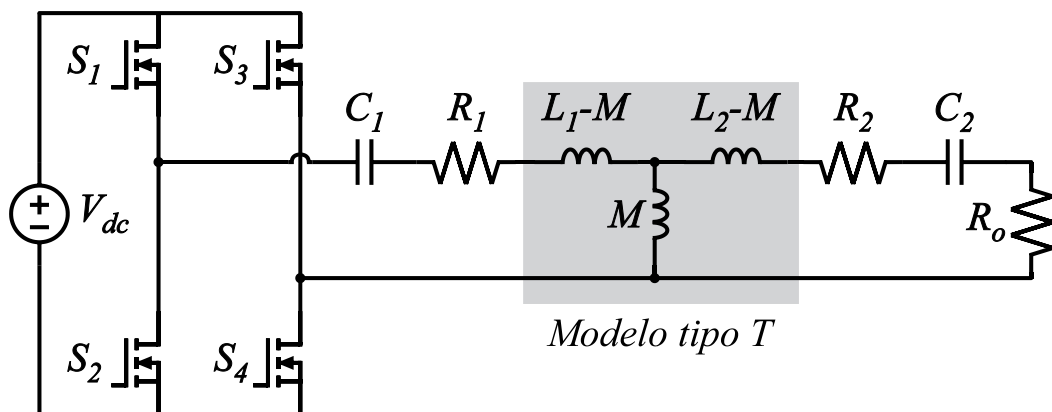 S1
S3
C1
R1
L1-M
L2-M
R2
C2
Vdc
M
Ro
S2
S4
Modelo tipo T